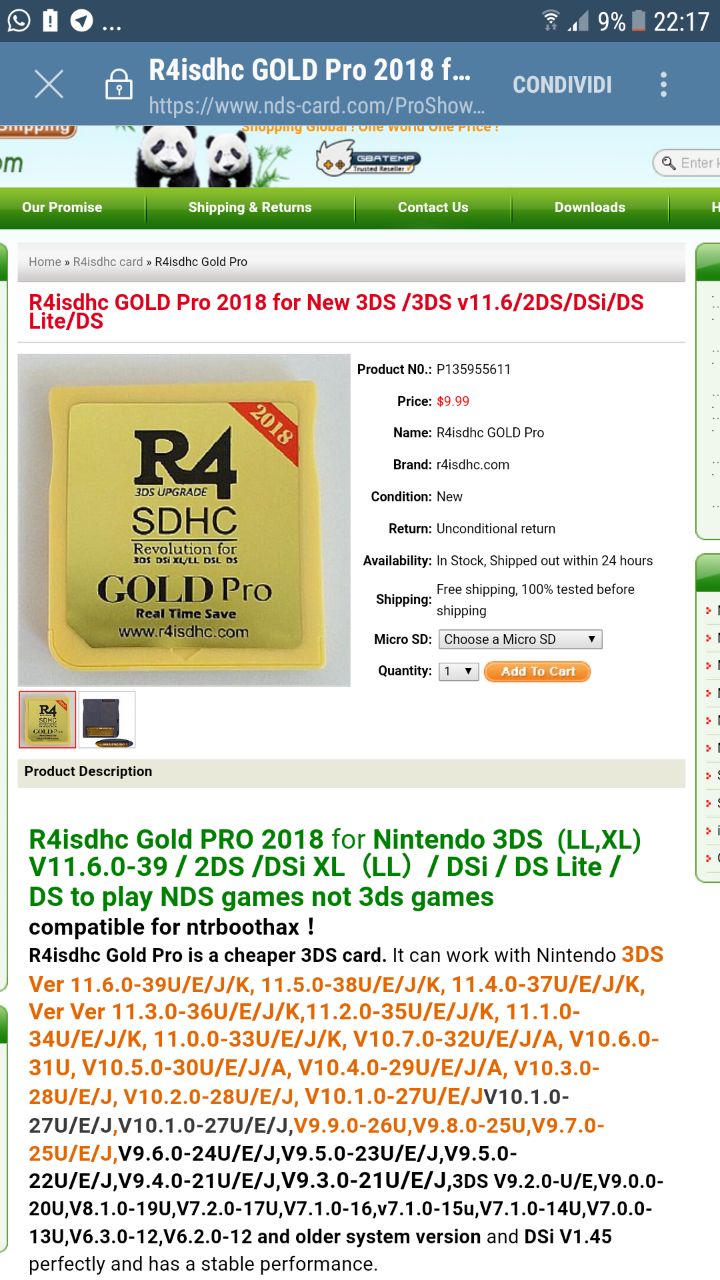 ...
9% 22:17
R4isdhc GOLD Pro 2018 f...
CONDIVIDI
https://www.nds-card.com/ProShow...
Shipping
Shopping Global! One World One Price !
om
GBATEMP
Trusted Reseller
Enter k
Our Promise
Shipping & Returns
Contact Us
Downloads
H
Home » R4isdhc card » R4isdhc Gold Pro
R4isdhc GOLD Pro 2018 for New 3DS /3DS v11.6/2DS/DSi/DS
Lite/DS
2018
R4
3DS UPGRADE
SDHC
Revolution for
3DS DSi XL/LL DSL DS
GOLD Pro
Real Time Save
www.r4isdhc.com
Product N0.: P135955611
Price: $9.99
Name: R4isdhc GOLD Pro
Brand: r4isdhc.com
Condition: New
Return: Unconditional return
Availability: In Stock, Shipped out within 24 hours
Shipping: Free shipping, 100% tested before
shipping
Micro SD: Choose a Micro SD
Quantity: 1 Add To Cart
R4
SDHC
GOLD Pro
Product Description
R4isdhc Gold PRO 2018 for Nintendo 3DS (LL,XL)
V11.6.0-39 / 2DS /DSi XL（LL）/ DSi / DS Lite /
DS to play NDS games not 3ds games
compatible for ntrboothax！
R4isdhc Gold Pro is a cheaper 3DS card. It can work with Nintendo 3DS
Ver 11.6.0-39U/E/J/K, 11.5.0-38U/E/J/K, 11.4.0-37U/E/J/K,
Ver Ver 11.3.0-36U/E/J/K,11.2.0-35U/E/J/K, 11.1.0-
34U/E/J/K, 11.0.0-33U/E/J/K, V10.7.0-32U/E/J/A, V10.6.0-
31U, V10.5.0-30U/E/J/A, V10.4.0-29U/E/J/A, V10.3.0-
28U/E/J, V10.2.0-28U/E/J, V10.1.0-27U/E/JV10.1.0-
27U/E/J,V10.1.0-27U/E/J,V9.9.0-26U,V9.8.0-25U,V9.7.0-
25U/E/J,V9.6.0-24U/E/J,V9.5.0-23U/E/J,V9.5.0-
22U/E/J,V9.4.0-21U/E/J,V9.3.0-21U/E/J,3DS V9.2.0-U/E,V9.0.0-
20U,V8.1.0-19U,V7.2.0-17U,V7.1.0-16,v7.1.0-15u,V7.1.0-14U,V7.0.0-
13U,V6.3.0-12,V6.2.0-12 and older system version and DSi V1.45
perfectly and has a stable performance.